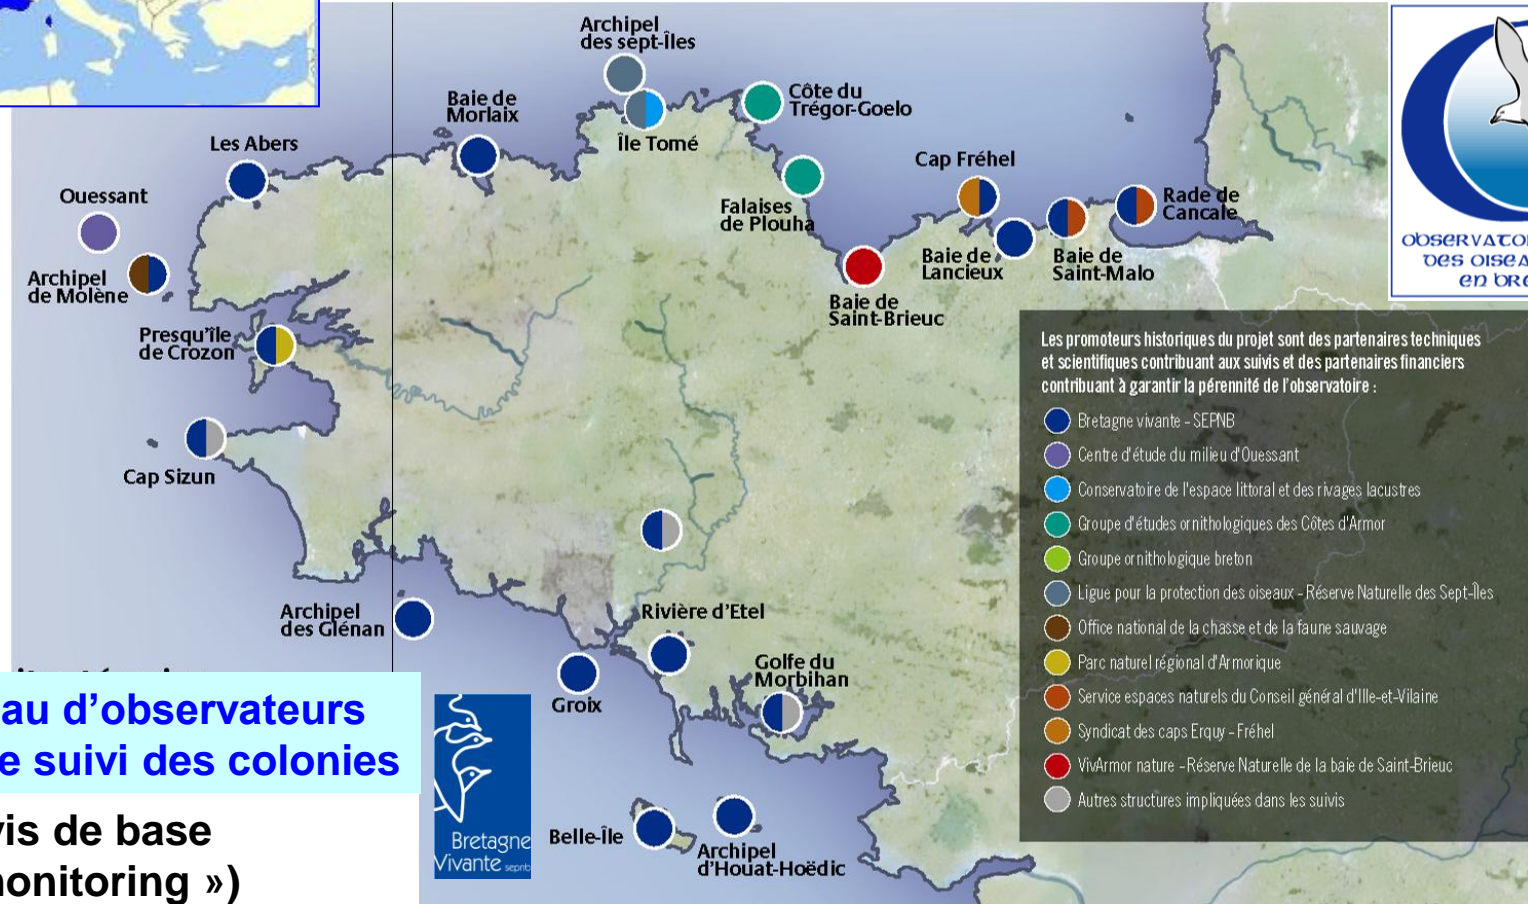 Archipel
des sept-Îles
Côte du
Trégor-Goelo
Baie de
Morlaix
Île Tomé
Les Abers
Cap Fréhel
Ouessant
Falaises
de Plouha
Rade de
Cancale
Archipel
de Molène
Baie de
Lancieux
Baie de
Saint-Malo
Baie de
Saint-Brieuc
Presqu'île
de Crozon
Cap Sizun
Archipel
des Glénan
Rivière d'Etel
Groix
Golfe du
Morbihan
Belle-Île
Archipel
d'Houat-Hoëdic
des oisea
en bre
Les promoteurs historiques du projet sont des partenaires techniques
et scientifiques contribuant aux suivis et des partenaires financiers
contribuant à garantir la pérennité de l'observatoire :
Bretagne vivante - SEPNB
Centre d'étude du milieu d'Ouessant
Conservatoire de l'espace littoral et des rivages lacustres
Groupe d'études ornithologiques des Côtes d'Armor
Groupe ornithologique breton
Ligue pour la protection des oiseaux - Réserve Naturelle des Sept-Îles
Office national de la chasse et de la faune sauvage
Parc naturel régional d'Armorique
Service espaces naturels du Conseil général d'Ille-et-Vilaine
Syndicat des caps Erquy - Fréhel
VivArmor nature - Réserve Naturelle de la baie de Saint-Brieuc
Autres structures impliquées dans les suivis
au d'observateurs
e suivi des colonies
vis de base
monitoring »)
Bretagne
Vivante sepnb